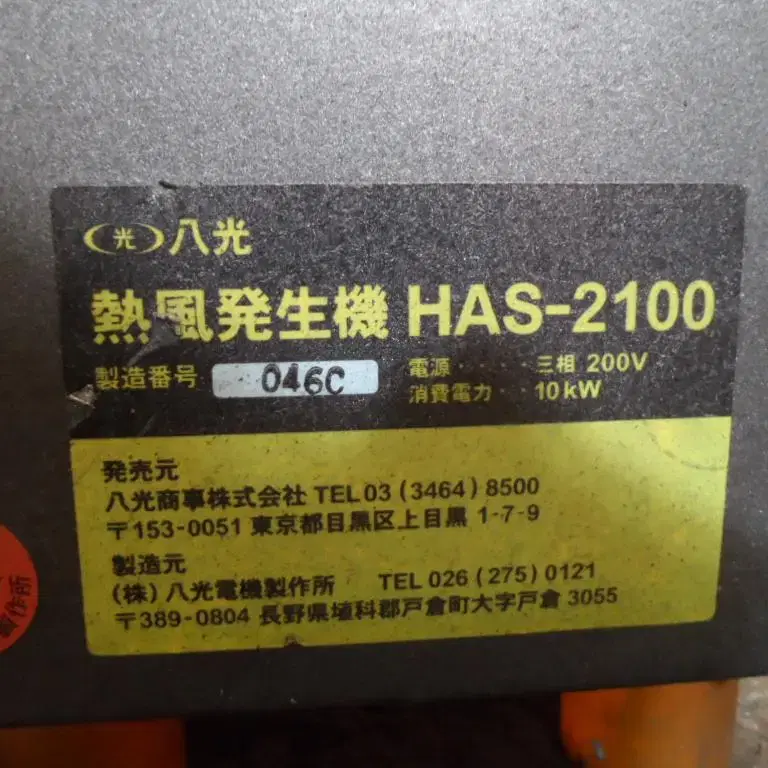 光 八光
熱風発生機 HAS-2100
製造番号 046C
電源・・・・・三相 200V
消費電力・・10kW
発売元
八光商事株式会社 TEL 03 (3464) 8500
〒153-0051 東京都目黒区上目黒 1-7-9
製造元
(株) 八光電機製作所 TEL 026 (275) 0121
〒389-0804 長野県埴科郡戸倉町大字戸倉 3055
製作所